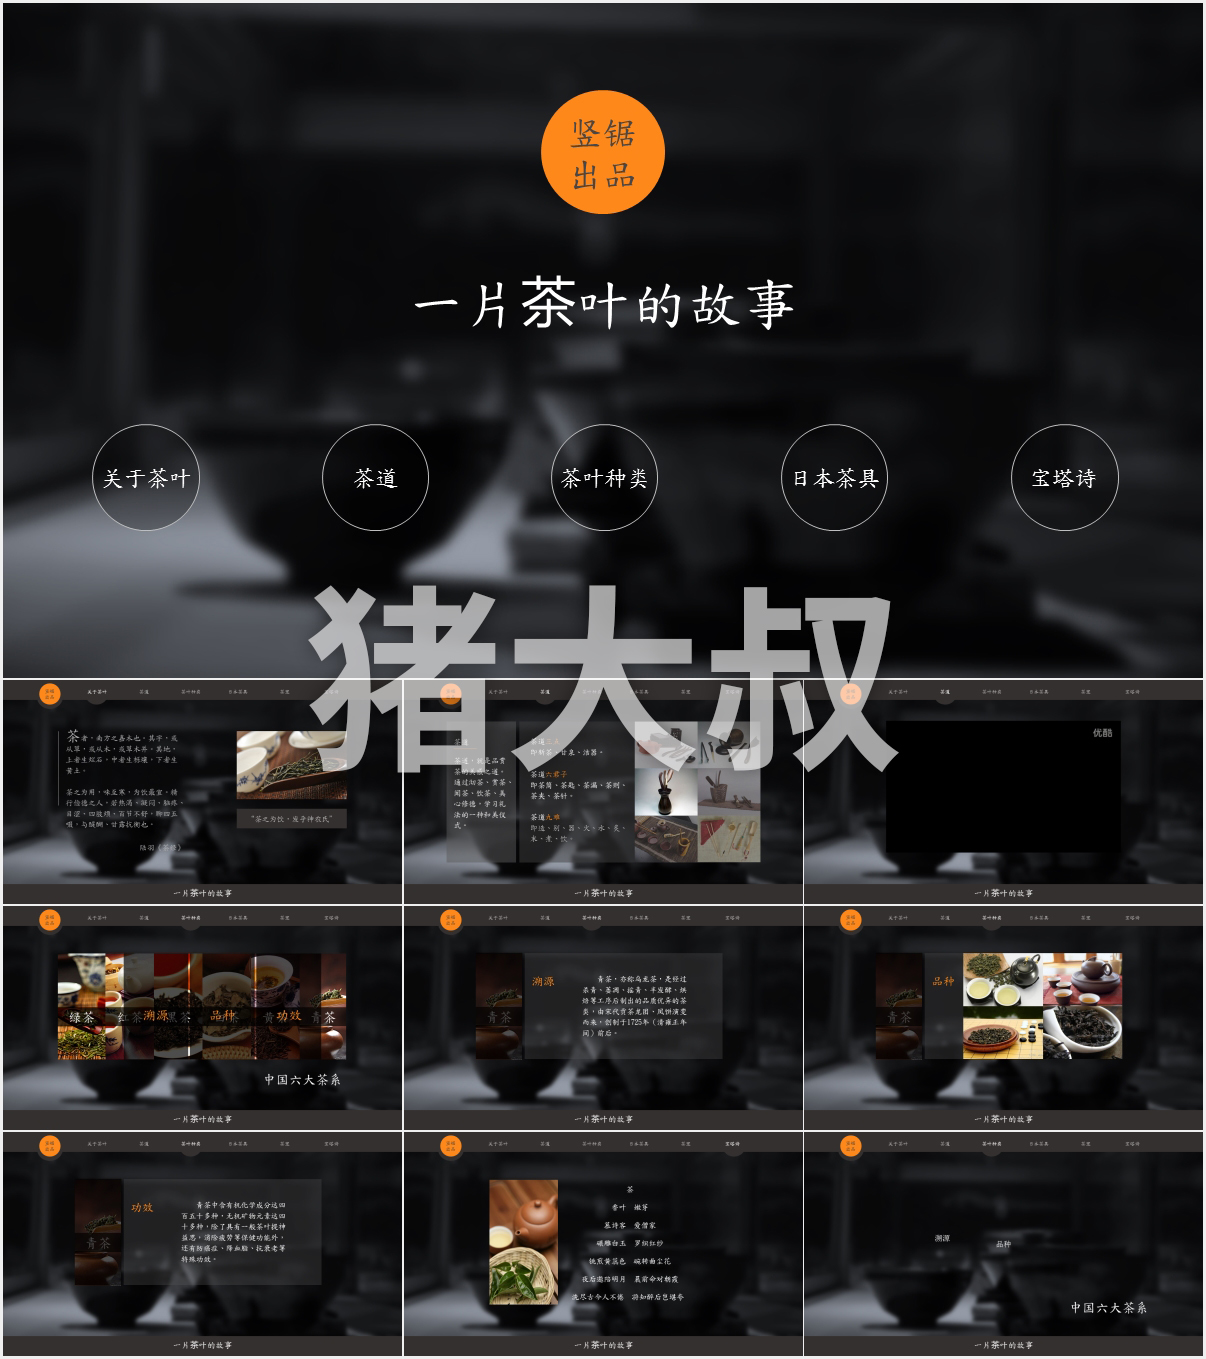 竖锯
出品
一片茶叶的故事
关于茶叶
茶道
茶叶种类
日本茶具
宝塔诗
猪大叔
竖锯
出品
关于茶叶
茶道
茶叶种类
日本茶具
茶思
茶者，南方之嘉木也。其字，或
从草，或从木，或草木并。其地，
上者生烂石，中者生栎壤，下者生
黄土。
茶之为用，味至寒，为饮最宜。精
行俭德之人，若热渴、凝闷、脑疼、
目涩、四肢烦、百节不舒，聊四五
啜，与醍醐、甘露抗衡也。
陆羽《茶经》
“茶之为饮，发乎神农氏”
一片茶叶的故事
茶道
茶道，就是品赏
茶的美感之道。
通过沏茶、赏茶、
闻茶、饮茶、美
心修德，学习礼
法的一种和美仪
式。
茶道三点
即新茶、甘泉、洁器。
茶道六君子
即茶筒、茶匙、茶漏、茶则、
茶夹、茶针。
茶道九难
即造、别、器、火、水、炙、
末、煮、饮。
一片茶叶的故事
优酷
一片茶叶的故事
绿茶
红茶
溯源
黑茶
品种
功效
青茶
中国六大茶系
一片茶叶的故事
青茶
溯源
青茶，亦称乌龙茶，是经过
杀青、萎凋、摇青、半发酵、烘
焙等工序后制出的品质优异的茶
类。由宋代贡茶龙团、凤饼演变
而来，创制于1725年（清雍正年
间）前后。
一片茶叶的故事
青茶
品种
一片茶叶的故事
青茶
功效
青茶中含有机化学成分达四
百五十多种，无机矿物元素达四
十多种，除了具有一般茶叶提神
益思，消除疲劳等保健功能外，
还有防癌症、降血脂、抗衰老等
特殊功效。
一片茶叶的故事
茶
香叶 嫩芽
慕诗客 爱僧家
碾雕白玉 罗织红纱
铫煎黄蕊色 碗转曲尘花
夜后邀陪明月 晨前命对朝霞
洗尽古今人不倦 将知醉后岂堪夸
一片茶叶的故事
溯源
品种
中国六大茶系
一片茶叶的故事